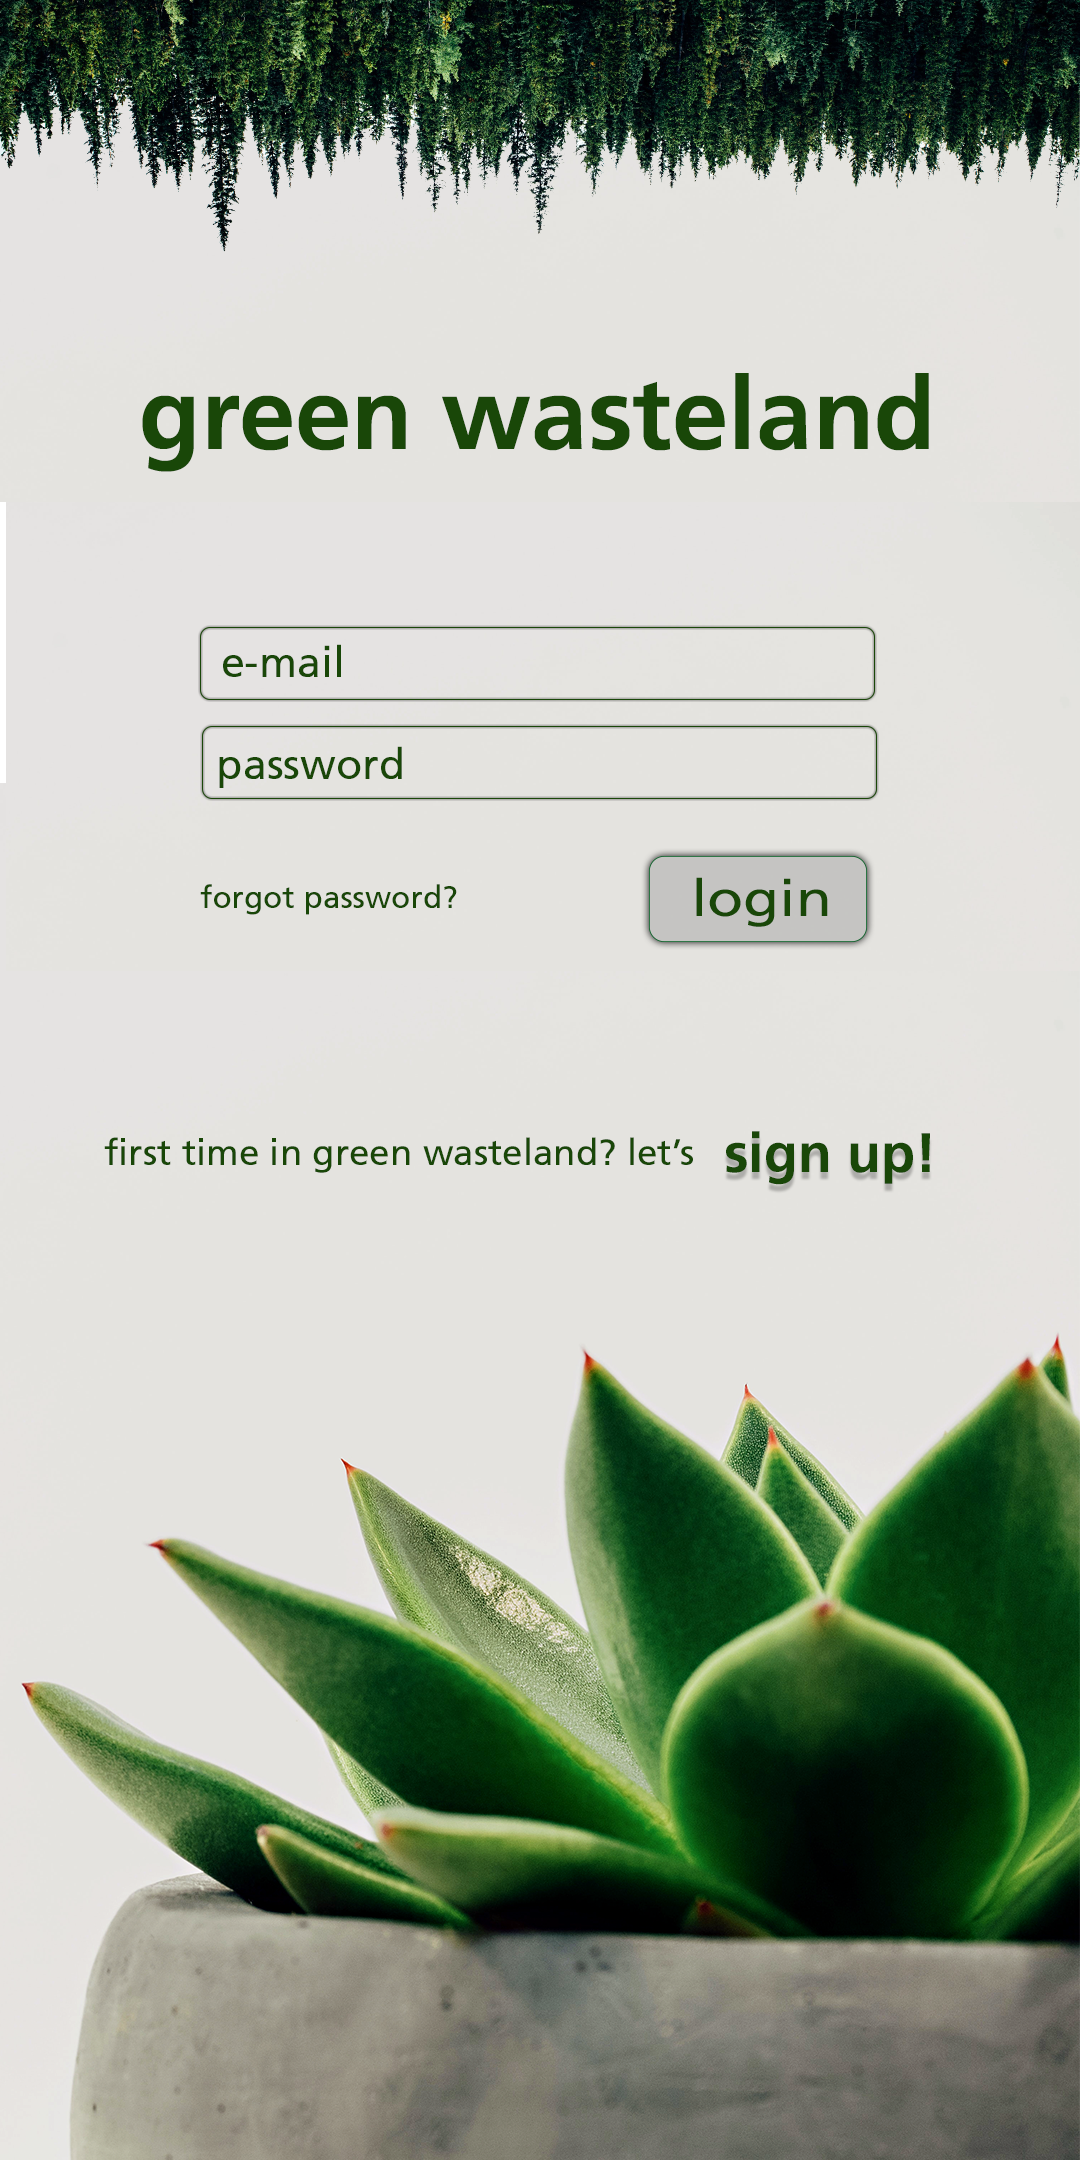 green wasteland
e-mail
password
forgot password? login
first time in green wasteland? let’s sign up!